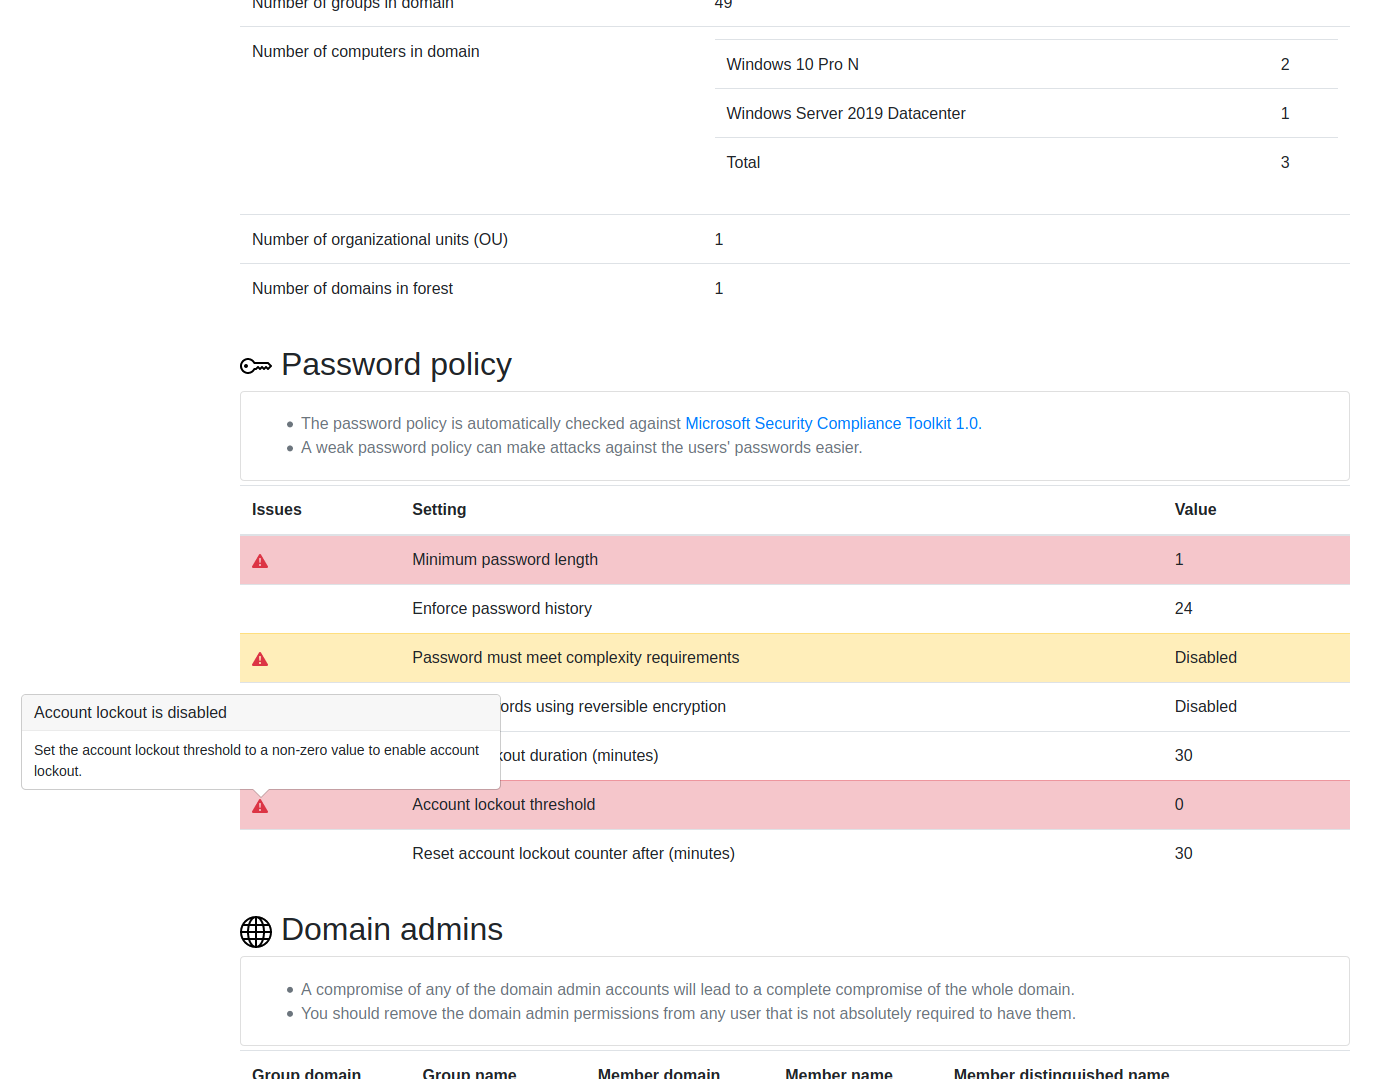 Number of groups in domain 49
Number of computers in domain
Windows 10 Pro N 2
Windows Server 2019 Datacenter 1
Total 3
Number of organizational units (OU) 1
Number of domains in forest 1
Password policy
The password policy is automatically checked against Microsoft Security Compliance Toolkit 1.0.
A weak password policy can make attacks against the users' passwords easier.
Issues Setting Value
Minimum password length 1
Enforce password history 24
Password must meet complexity requirements Disabled
ords using reversible encryption Disabled
Account lockout is disabled
Set the account lockout threshold to a non-zero value to enable account
lockout.
kout duration (minutes) 30
Account lockout threshold 0
Reset account lockout counter after (minutes) 30
Domain admins
A compromise of any of the domain admin accounts will lead to a complete compromise of the whole domain.
You should remove the domain admin permissions from any user that is not absolutely required to have them.
Group domain Group name Member domain Member name Member distinguished name